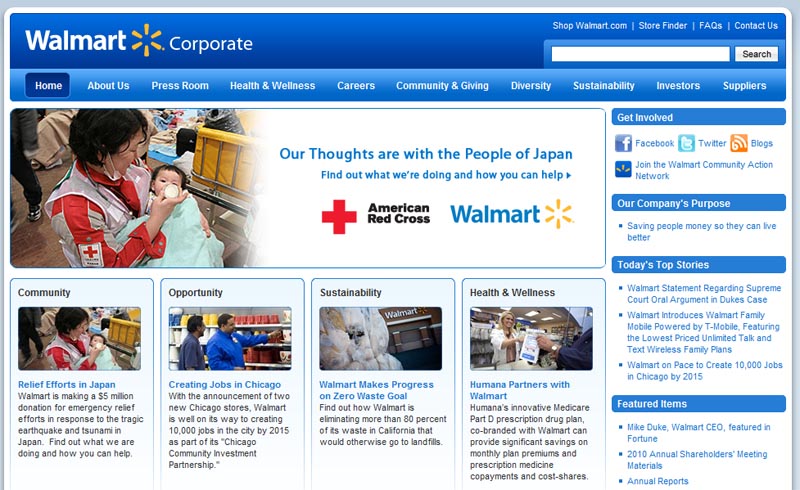 Shop Walmart.com | Store Finder | FAQs | Contact Us
Walmart Corporate
Search
Home About Us Press Room Health & Wellness Careers Community & Giving Diversity Sustainability Investors Suppliers
Our Thoughts are with the People of Japan
Find out what we're doing and how you can help
American
Red Cross
Walmart
Get Involved
Facebook Twitter Blogs
Join the Walmart Community Action
Network
Our Company's Purpose
Saving people money so they can live
better
Today's Top Stories
Walmart Statement Regarding Supreme
Court Oral Argument in Dukes Case
Walmart Introduces Walmart Family
Mobile Powered by T-Mobile, Featuring
the Lowest Priced Unlimited Talk and
Text Wireless Family Plans
Walmart on Pace to Create 10,000 Jobs
in Chicago by 2015
Featured Items
Mike Duke, Walmart CEO, featured in
Fortune
2010 Annual Shareholders' Meeting
Materials
Annual Reports
Community
Relief Efforts in Japan
Walmart is making a $5 million
donation for emergency relief
efforts in response to the tragic
earthquake and tsunami in
Japan. Find out what we are
doing and how you can help.
Opportunity
Creating Jobs in Chicago
With the announcement of two
new Chicago stores, Walmart
is well on its way to creating
10,000 jobs in the city by 2015
as part of its "Chicago
Community Investment
Partnership."
Sustainability
Walmart
Walmart Makes Progress
on Zero Waste Goal
Find out how Walmart is
eliminating more than 80 percent
of its waste in California that
would otherwise go to landfills.
Health & Wellness
Humana Partners with
Walmart
Humana's innovative Medicare
Part D prescription drug plan,
co-branded with Walmart can
provide significant savings on
monthly plan premiums and
prescription medicine
copayments and cost-shares.